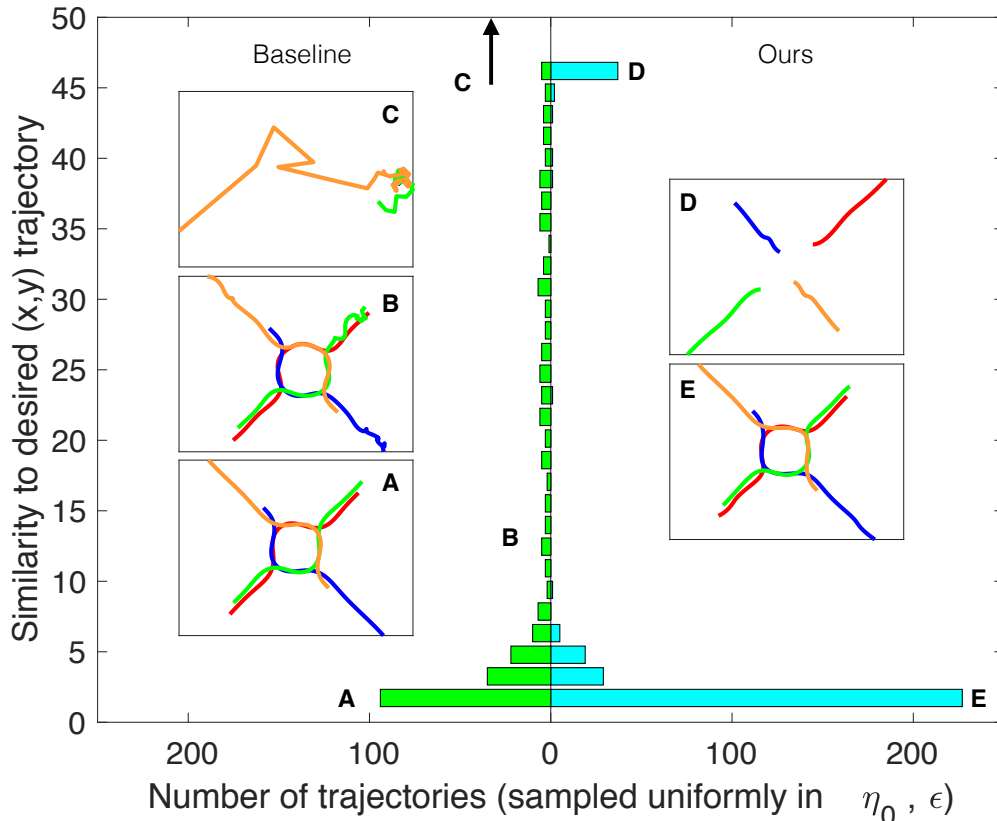 Baseline
Ours
C
D
C
D
B
E
A
B
A
E
50
45
40
35
30
25
20
15
10
5
0
200
100
0
100
200
Similarity to desired (x,y) trajectory
Number of trajectories (sampled uniformly in η₀ , ϵ)